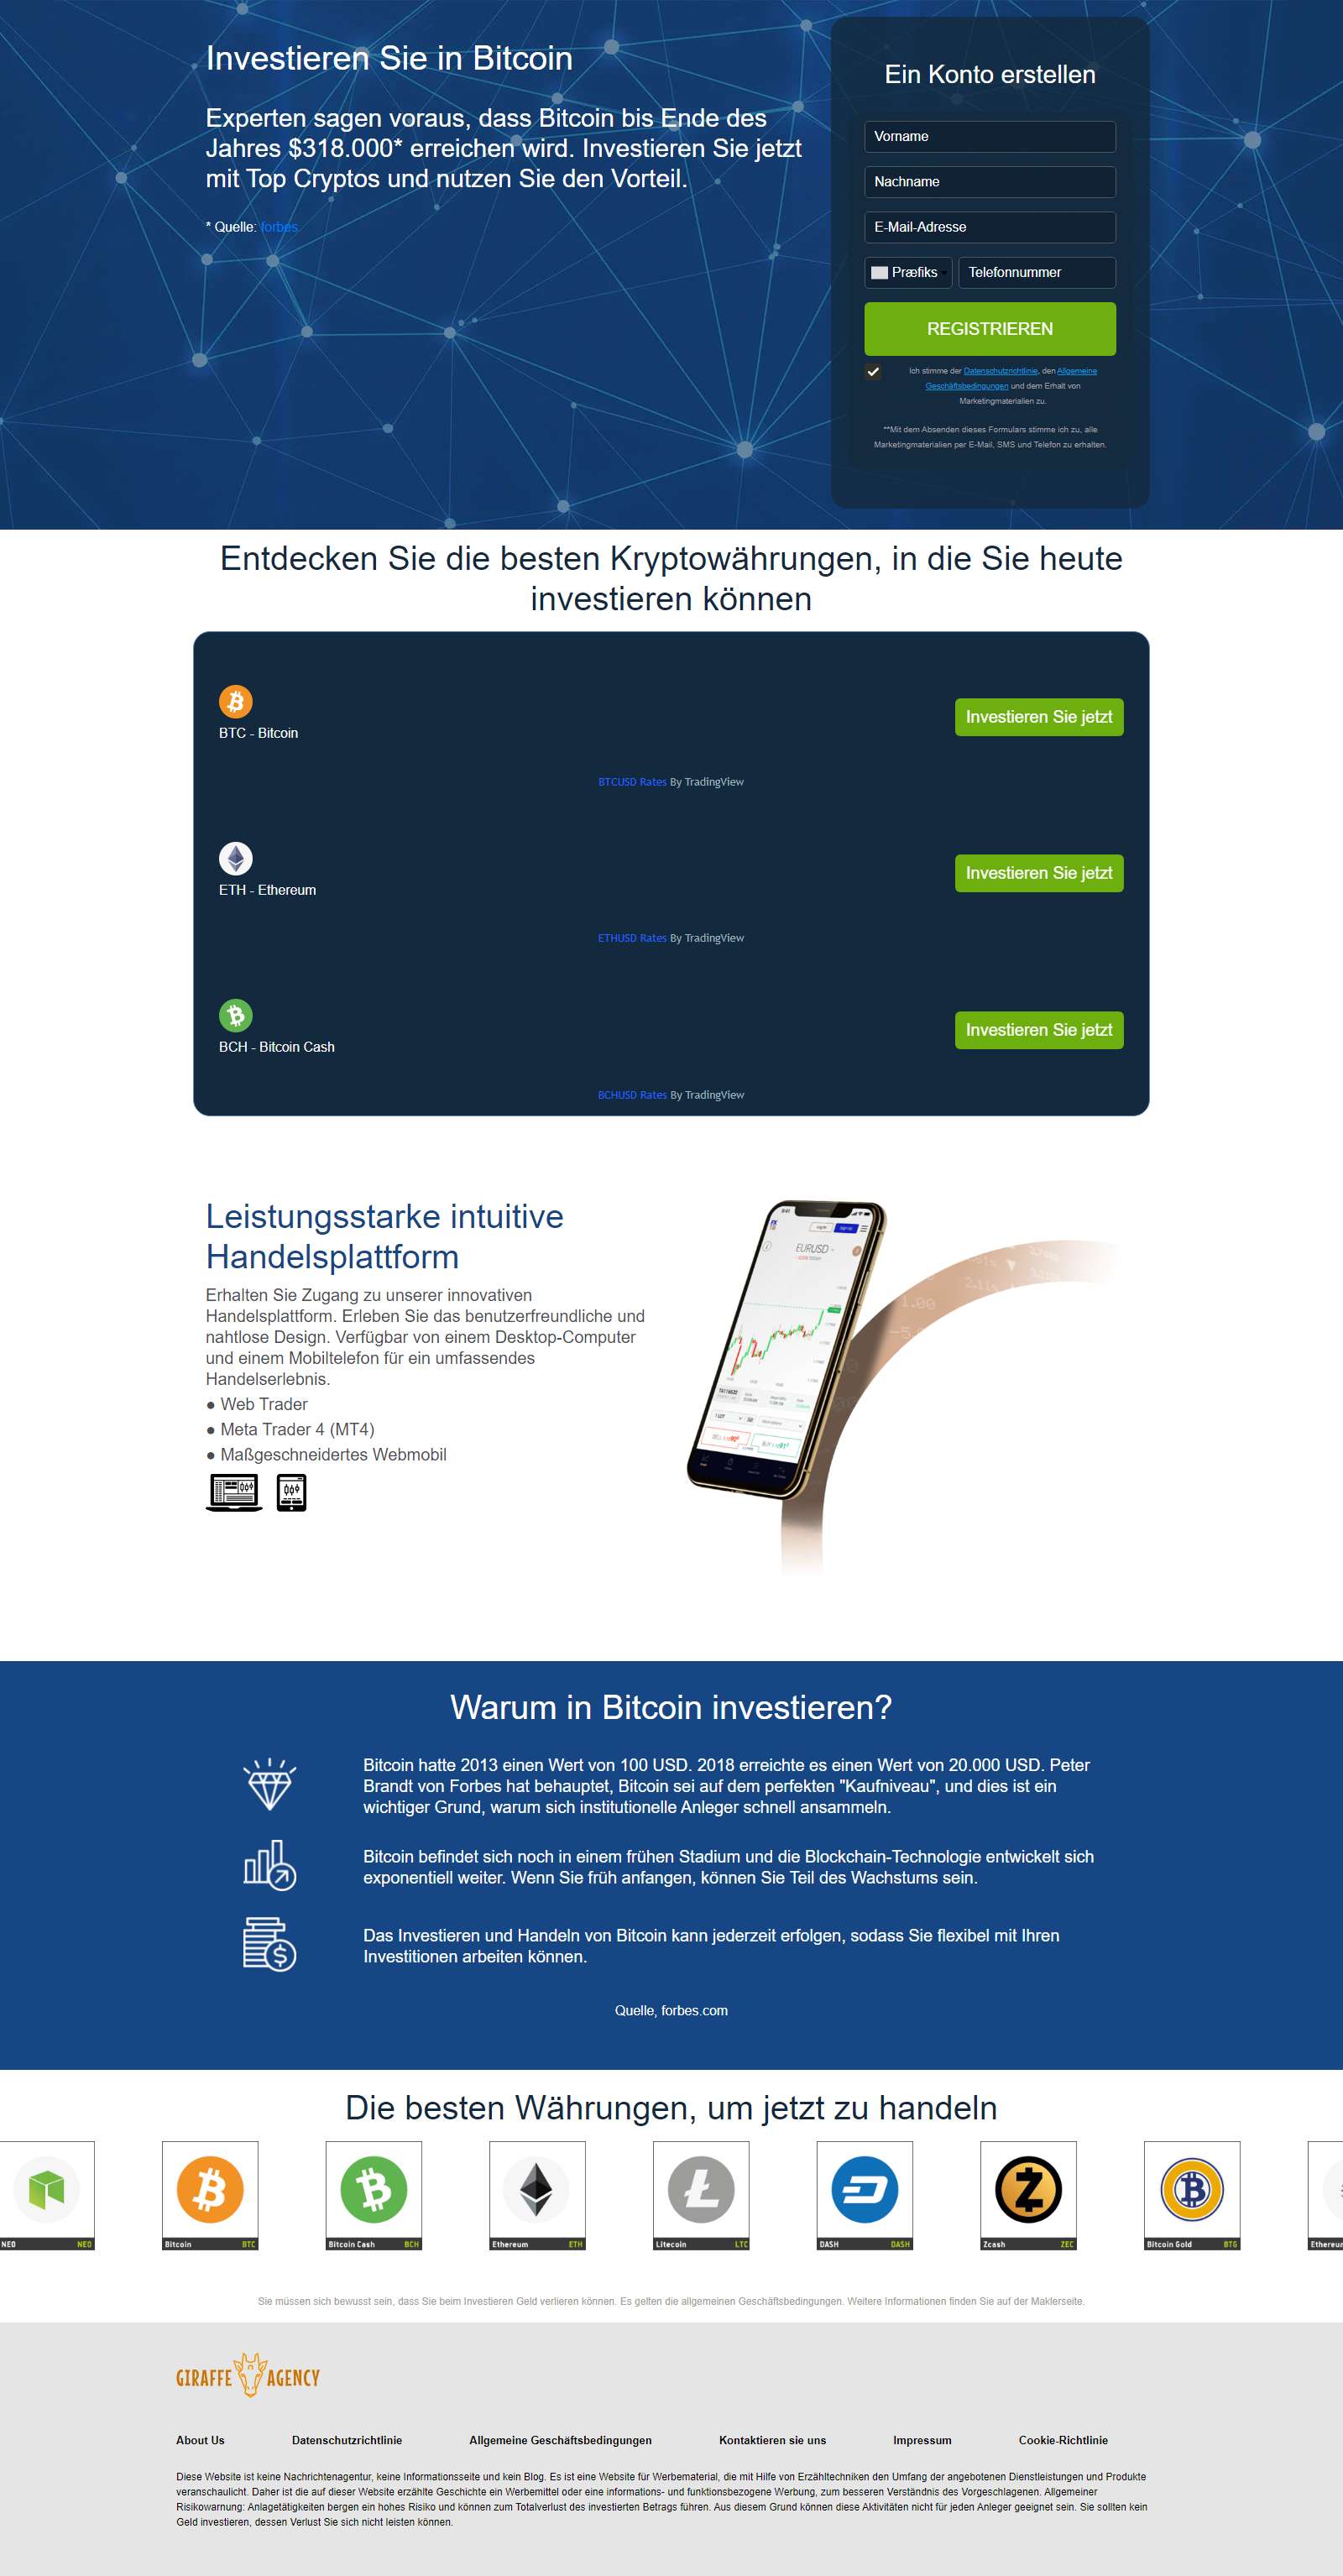 Investieren Sie in Bitcoin
Experten sagen voraus, dass Bitcoin bis Ende des
Jahres $318.000* erreichen wird. Investieren Sie jetzt
mit Top Cryptos und nutzen Sie den Vorteil.
* Quelle: forbes
Ein Konto erstellen
Vorname
Nachname
E-Mail-Adresse
Præfiks
Telefonnummer
REGISTRIEREN
Ich stimme der Datenschutzrichtlinie, den Allgemeine
Geschäftsbedingungen und dem Erhalt von
Marketingmaterialien zu.
**Mit dem Absenden dieses Formulars stimme ich zu, alle
Marketingmaterialien per E-Mail, SMS und Telefon zu erhalten.
Entdecken Sie die besten Kryptowährungen, in die Sie heute
investieren können
BTC - Bitcoin
Investieren Sie jetzt
BTCUSD Rates By TradingView
ETH - Ethereum
Investieren Sie jetzt
ETHUSD Rates By TradingView
BCH - Bitcoin Cash
Investieren Sie jetzt
BCHUSD Rates By TradingView
Leistungsstarke intuitive
Handelsplattform
Erhalten Sie Zugang zu unserer innovativen
Handelsplattform. Erleben Sie das benutzerfreundliche und
nahtlose Design. Verfügbar von einem Desktop-Computer
und einem Mobiltelefon für ein umfassendes
Handelserlebnis.
● Web Trader
● Meta Trader 4 (MT4)
● Maßgeschneidertes Webmobil
EURUSD
Warum in Bitcoin investieren?
Bitcoin hatte 2013 einen Wert von 100 USD. 2018 erreichte es einen Wert von 20.000 USD. Peter
Brandt von Forbes hat behauptet, Bitcoin sei auf dem perfekten "Kaufniveau", und dies ist ein
wichtiger Grund, warum sich institutionelle Anleger schnell ansammeln.
Bitcoin befindet sich noch in einem frühen Stadium und die Blockchain-Technologie entwickelt sich
exponentiell weiter. Wenn Sie früh anfangen, können Sie Teil des Wachstums sein.
Das Investieren und Handeln von Bitcoin kann jederzeit erfolgen, sodass Sie flexibel mit Ihren
Investitionen arbeiten können.
Quelle, forbes.com
Die besten Währungen, um jetzt zu handeln
NEO NEO
Bitcoin BTC
Bitcoin Cash BCH
Ethereum ETH
Litecoin LTC
DASH DASH
Zcash ZEC
Bitcoin Gold BTG
Ethereu
Sie müssen sich bewusst sein, dass Sie beim Investieren Geld verlieren können. Es gelten die allgemeinen Geschäftsbedingungen. Weitere Informationen finden Sie auf der Maklerseite.
GIRAFFE AGENCY
About Us
Datenschutzrichtlinie
Allgemeine Geschäftsbedingungen
Kontaktieren sie uns
Impressum
Cookie-Richtlinie
Diese Website ist keine Nachrichtenagentur, keine Informationsseite und kein Blog. Es ist eine Website für Werbematerial, die mit Hilfe von Erzähltechniken den Umfang der angebotenen Dienstleistungen und Produkte
veranschaulicht. Daher ist die auf dieser Website erzählte Geschichte ein Werbemittel oder eine informations- und funktionsbezogene Werbung, zum besseren Verständnis des Vorgeschlagenen. Allgemeiner
Risikowarnung: Anlagetätigkeiten bergen ein hohes Risiko und können zum Totalverlust des investierten Betrags führen. Aus diesem Grund können diese Aktivitäten nicht für jeden Anleger geeignet sein. Sie sollten kein
Geld investieren, dessen Verlust Sie sich nicht leisten können.